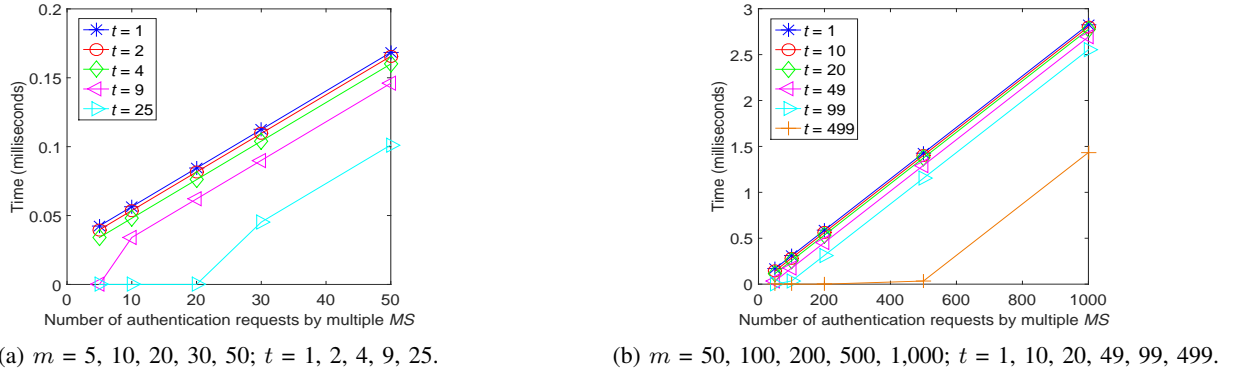 0.2
0.15
0.1
0.05
0
Time (milliseconds)
t = 1
t = 2
t = 4
t = 9
t = 25
0 10 20 30 40 50
Number of authentication requests by multiple MS
(a) m = 5, 10, 20, 30, 50; t = 1, 2, 4, 9, 25.
3
2.5
2
1.5
1
0.5
0
Time (milliseconds)
t = 1
t = 10
t = 20
t = 49
t = 99
t = 499
0 200 400 600 800 1000
Number of authentication requests by multiple MS
(b) m = 50, 100, 200, 500, 1,000; t = 1, 10, 20, 49, 99, 499.